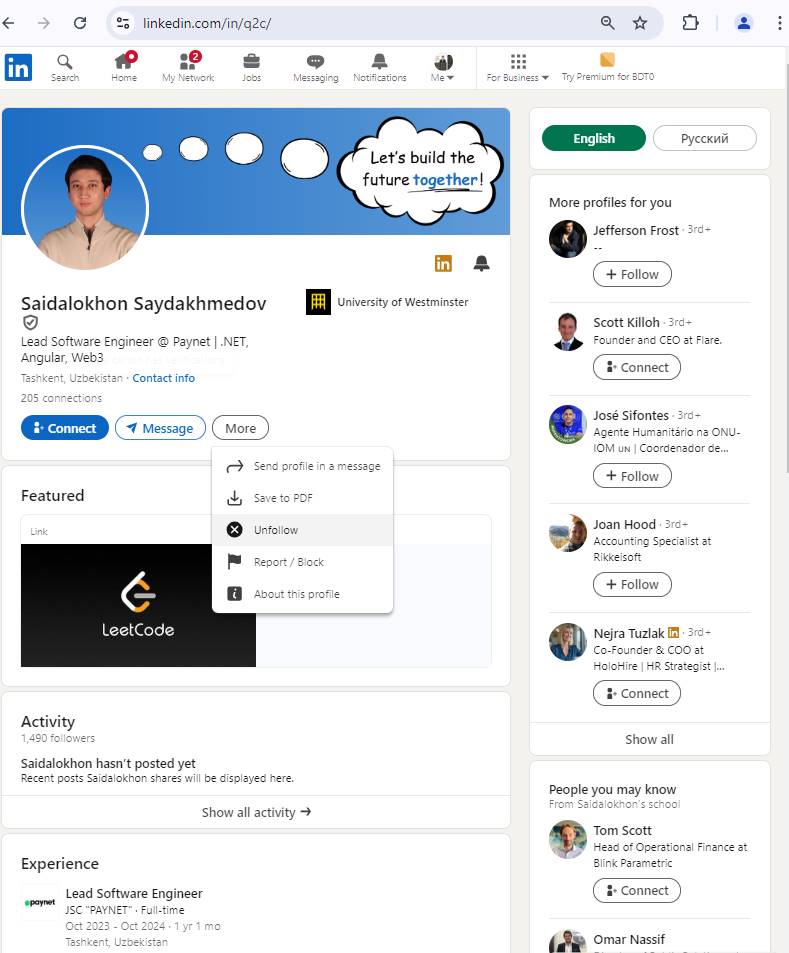 linkedin.com/in/q2c/
in
Search
Home
2
My Network
Jobs
Messaging
Notifications
Me
For Business
Try Premium for BDT0
Let's build the
future together!
in
Saidalokhon Saydakhmedov
University of Westminster
Lead Software Engineer @ Paynet | .NET,
Angular, Web3
Tashkent, Uzbekistan · Contact info
205 connections
Connect
Message
More
Send profile in a message
Save to PDF
Unfollow
Report / Block
About this profile
Featured
Link
LeetCode
Activity
1,490 followers
Saidalokhon hasn't posted yet
Recent posts Saidalokhon shares will be displayed here.
Show all activity →
Experience
paynet
Lead Software Engineer
JSC "PAYNET" · Full-time
Oct 2023 - Oct 2024 · 1 yr 1 mo
Tashkent, Uzbekistan
English
Русский
More profiles for you
Jefferson Frost · 3rd+
--
+ Follow
Scott Killoh · 3rd+
Founder and CEO at Flare.
Connect
José Sifontes · 3rd+
Agente Humanitário na ONU-
IOM UN | Coordenador de...
+ Follow
Joan Hood · 3rd+
Accounting Specialist at
Rikkeisoft
+ Follow
Nejra Tuzlak in · 3rd+
Co-Founder & COO at
HoloHire | HR Strategist |...
Connect
Show all
People you may know
From Saidalokhon's school
Tom Scott
Head of Operational Finance at
Blink Parametric
Connect
Omar Nassif